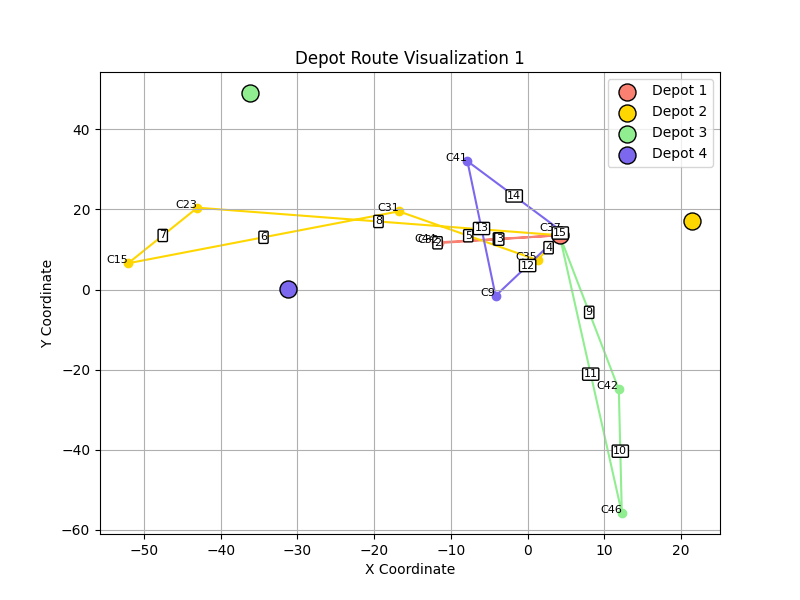 Depot Route Visualization 1
Depot 1
Depot 2
Depot 3
Depot 4
40
20
0
−20
−40
−60
Y Coordinate
−50
−40
−30
−20
−10
0
10
20
X Coordinate
C41
14
C23
C31
8
13
C37
15
7
6
5
3
2
4
C35
12
C15
C9
9
11
C42
10
C46